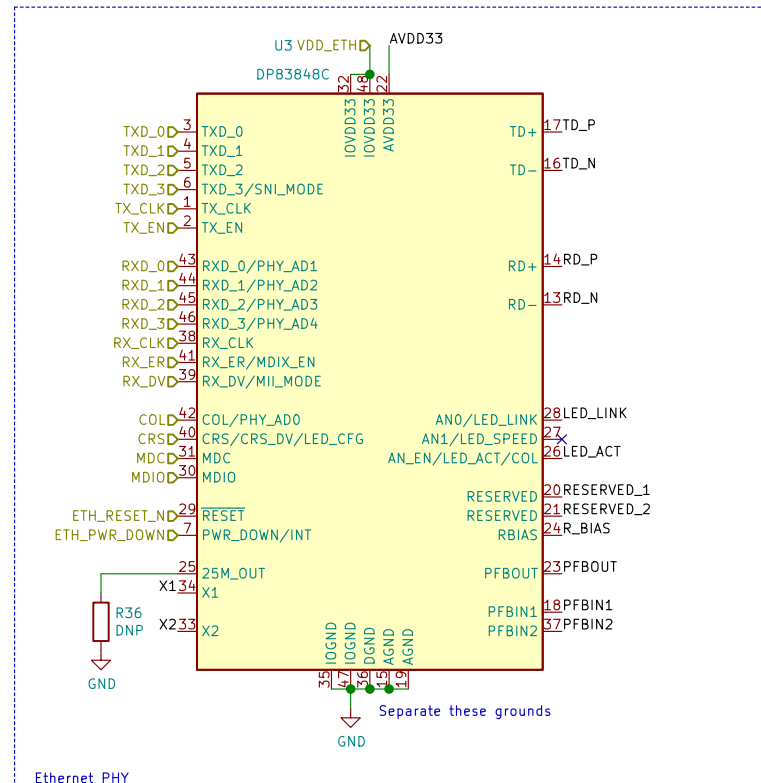 U3 VDD_ETH AVDD33
DP83848C
32 48 22
IOVDD33 IOVDD33 AVDD33
TXD_0 3 TXD_0 TD+ 17 TD_P
TXD_1 4 TXD_1
TXD_2 5 TXD_2 TD- 16 TD_N
TXD_3 6 TXD_3/SNI_MODE
TX_CLK 1 TX_CLK
TX_EN 2 TX_EN
RXD_0 43 RXD_0/PHY_AD1 RD+ 14 RD_P
RXD_1 44 RXD_1/PHY_AD2
RXD_2 45 RXD_2/PHY_AD3 RD- 13 RD_N
RXD_3 46 RXD_3/PHY_AD4
RX_CLK 38 RX_CLK
RX_ER 41 RX_ER/MDIX_EN
RX_DV 39 RX_DV/MII_MODE
COL 42 COL/PHY_AD0 AN0/LED_LINK 28 LED_LINK
CRS 40 CRS/CRS_DV/LED_CFG AN1/LED_SPEED 27
MDC 31 MDC AN_EN/LED_ACT/COL 26 LED_ACT
MDIO 30 MDIO
RESERVED 20 RESERVED_1
ETH_RESET_N 29 RESET RESERVED 21 RESERVED_2
ETH_PWR_DOWN 7 PWR_DOWN/INT RBIAS 24 R_BIAS
25 25M_OUT PFBOUT 23 PFBOUT
X1 34 X1
R36 PFBIN1 18 PFBIN1
DNP X2 33 X2 PFBIN2 37 PFBIN2
IOGND IOGND DGND AGND AGND
35 47 36 15 19
GND
Separate these grounds
GND
Ethernet PHY